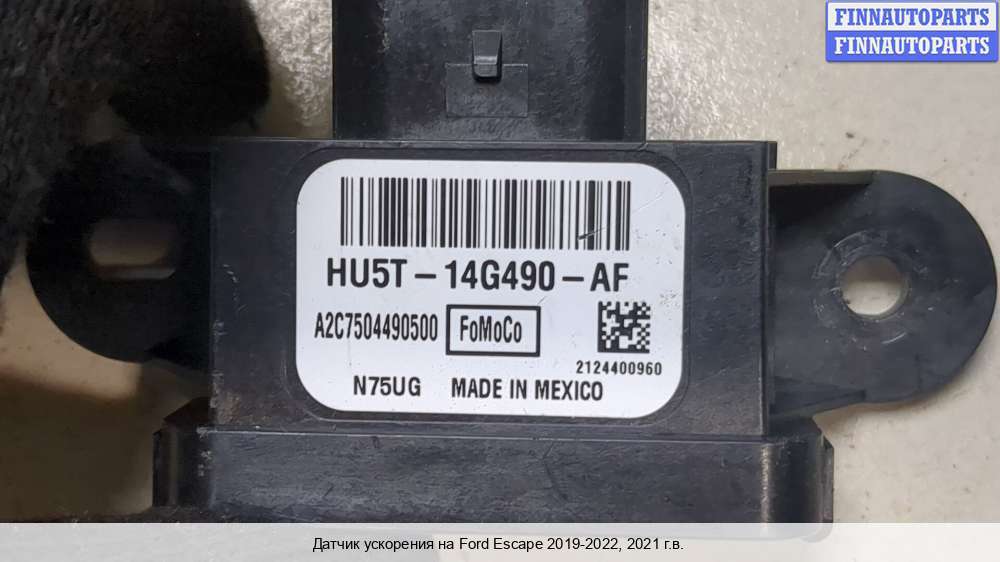 FINNAUTOPARTS
FINNAUTOPARTS
HU5T-14G490-AF
A2C7504490500 FoMoCo
2124400960
N75UG MADE IN MEXICO
Датчик ускорения на Ford Escape 2019-2022, 2021 г.в.